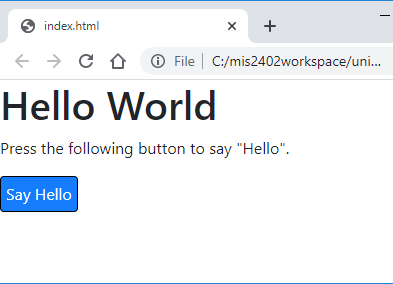 index.html
File
C:/mis2402workspace/uni...
Hello World
Press the following button to say "Hello".
Say Hello